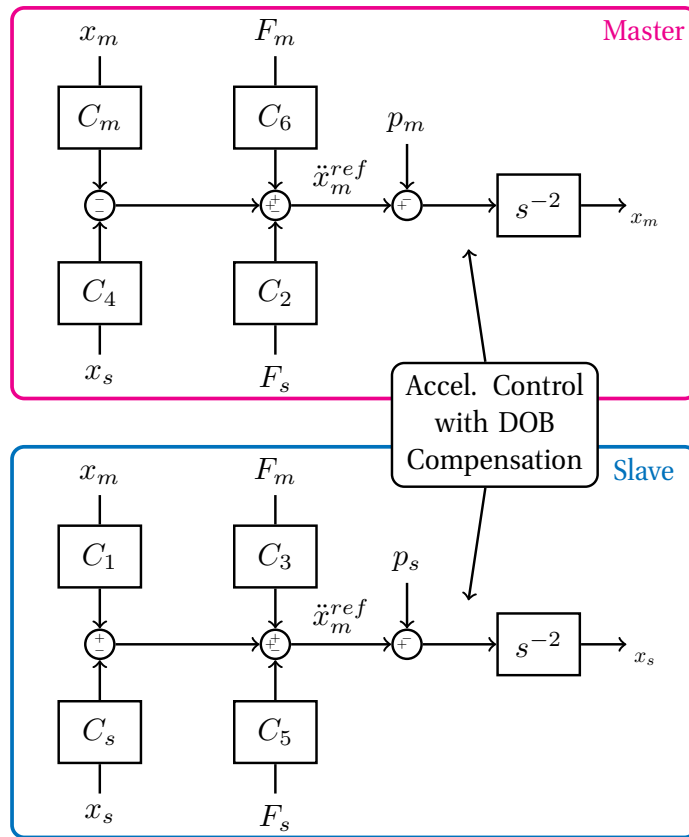 x_m F_m Master
C_m C_6 p_m
ẍ_m^{ref}
− − + + − + − s^{-2} x_m
C_4 C_2
x_s F_s
Accel. Control
with DOB
Compensation
x_m F_m Slave
C_1 C_3 p_s
ẍ_m^{ref}
+ − + + − + − s^{-2} x_s
C_s C_5
x_s F_s